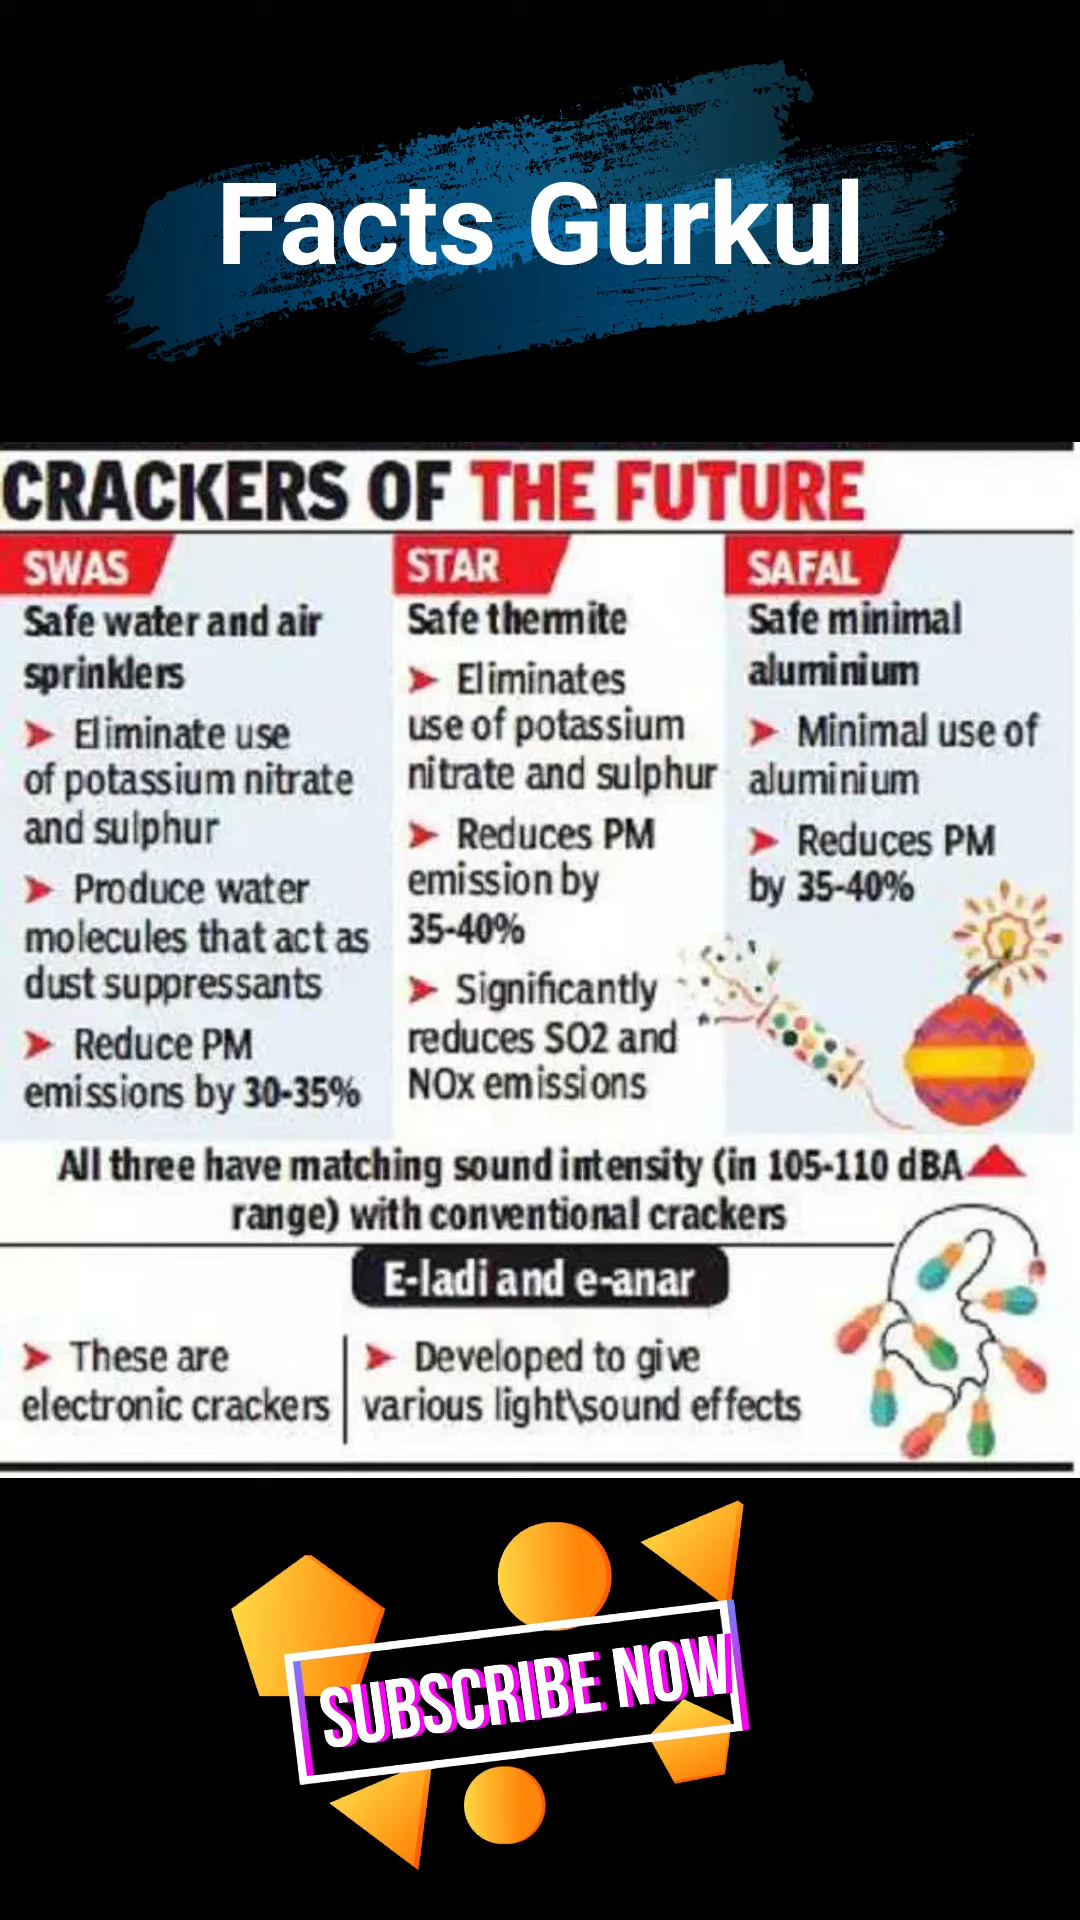 Facts Gurkul
CRACKERS OF THE FUTURE
SWAS
Safe water and air
sprinklers
➤ Eliminate use
of potassium nitrate
and sulphur
➤ Produce water
molecules that act as
dust suppressants
➤ Reduce PM
emissions by 30-35%
STAR
Safe thermite
➤ Eliminates
use of potassium
nitrate and sulphur
➤ Reduces PM
emission by
35-40%
➤ Significantly
reduces SO2 and
NOx emissions
SAFAL
Safe minimal
aluminium
➤ Minimal use of
aluminium
➤ Reduces PM
by 35-40%
All three have matching sound intensity (in 105-110 dBA
range) with conventional crackers
E-ladi and e-anar
➤ These are
electronic crackers
➤ Developed to give
various light\sound effects
SUBSCRIBE NOW